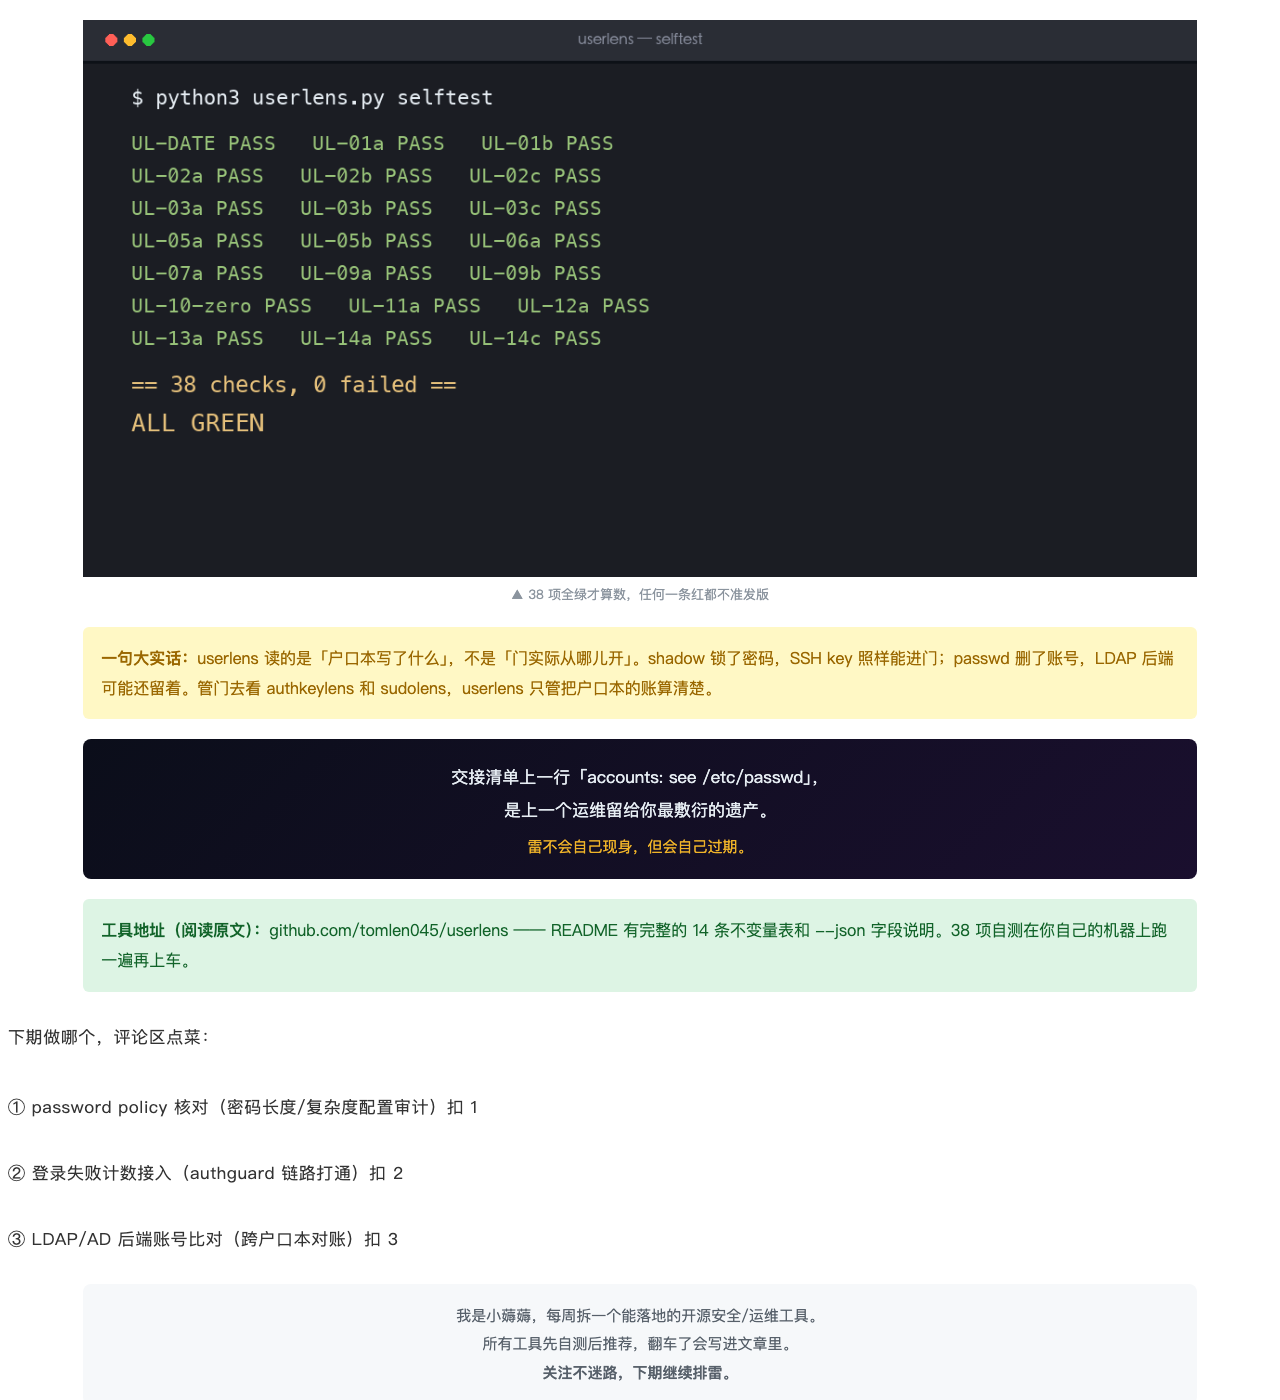 userlens — selftest
$ python3 userlens.py selftest
UL-DATE PASS   UL-01a PASS   UL-01b PASS
UL-02a PASS   UL-02b PASS   UL-02c PASS
UL-03a PASS   UL-03b PASS   UL-03c PASS
UL-05a PASS   UL-05b PASS   UL-06a PASS
UL-07a PASS   UL-09a PASS   UL-09b PASS
UL-10-zero PASS   UL-11a PASS   UL-12a PASS
UL-13a PASS   UL-14a PASS   UL-14c PASS
== 38 checks, 0 failed ==
ALL GREEN
▲ 38 项全绿才算数，任何一条红都不准发版
一句大实话：userlens 读的是「户口本写了什么」，不是「门实际从哪儿开」。shadow 锁了密码，SSH key 照样能进门；passwd 删了账号，LDAP 后端
可能还留着。管门去看 authkeylens 和 sudolens，userlens 只管把户口本的账算清楚。
交接清单上一行「accounts: see /etc/passwd」，
是上一个运维留给你最敷衍的遗产。
雷不会自己现身，但会自己过期。
工具地址（阅读原文）：github.com/tomlen045/userlens —— README 有完整的 14 条不变量表和 --json 字段说明。38 项自测在你自己的机器上跑
一遍再上车。
下期做哪个，评论区点菜：
① password policy 核对（密码长度/复杂度配置审计）扣 1
② 登录失败计数接入（authguard 链路打通）扣 2
③ LDAP/AD 后端账号比对（跨户口本对账）扣 3
我是小薅薅，每周拆一个能落地的开源安全/运维工具。
所有工具先自测后推荐，翻车了会写进文章里。
关注不迷路，下期继续排雷。